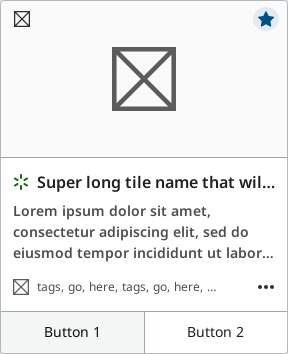 Super long tile name that wil...
Lorem ipsum dolor sit amet,
consectetur adipiscing elit, sed do
eiusmod tempor incididunt ut labor...
tags, go, here, tags, go, here, ...
Button 1
Button 2